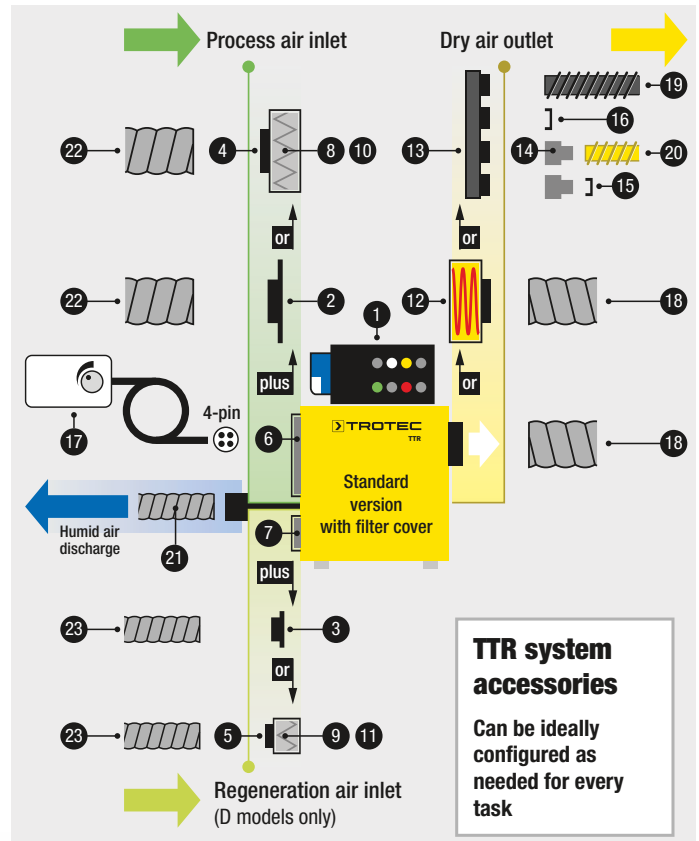 Process air inlet
Dry air outlet
19
16
22
4
8
10
13
14
20
15
or
or
22
2
12
1
18
plus
or
4-pin
17
6
TROTEC
TTR
18
Standard
version
with filter cover
Humid air
discharge
21
7
plus
23
3
or
TTR system
accessories
Can be ideally
configured as
needed for every
task
23
5
9
11
Regeneration air inlet
(D models only)